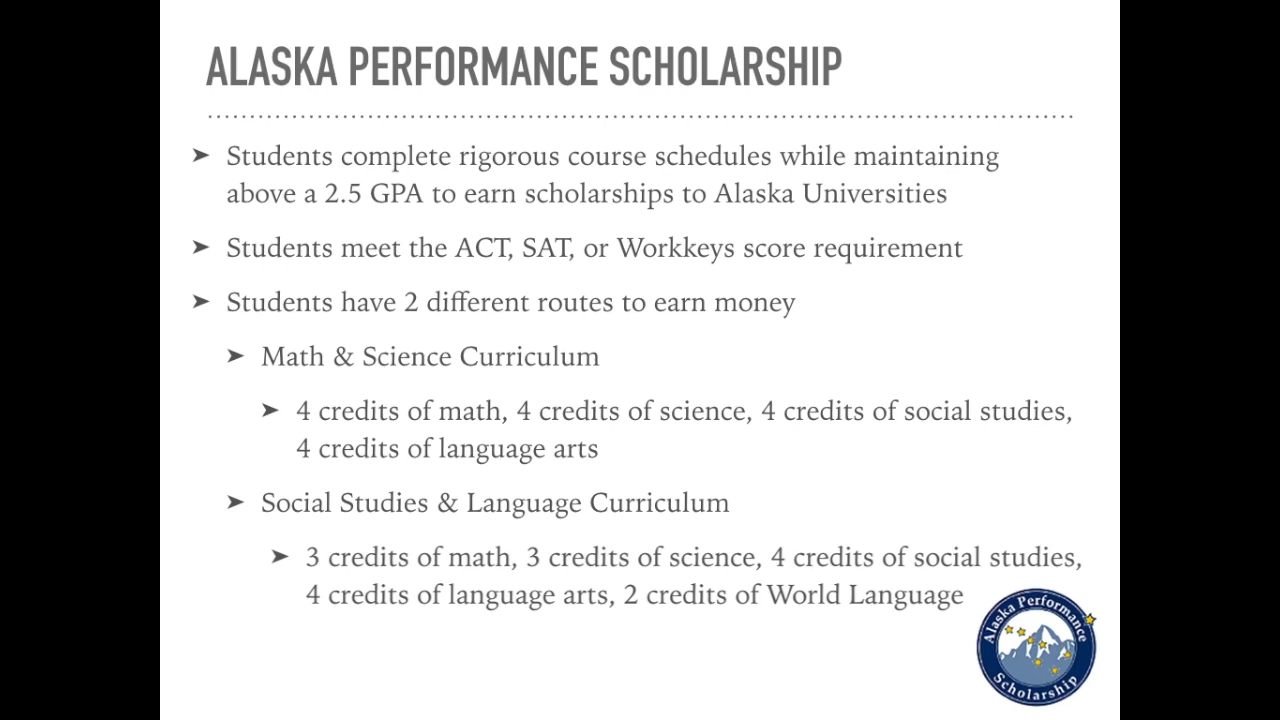 ALASKA PERFORMANCE SCHOLARSHIP
➤ Students complete rigorous course schedules while maintaining
above a 2.5 GPA to earn scholarships to Alaska Universities
➤ Students meet the ACT, SAT, or Workkeys score requirement
➤ Students have 2 different routes to earn money
➤ Math & Science Curriculum
➤ 4 credits of math, 4 credits of science, 4 credits of social studies,
4 credits of language arts
➤ Social Studies & Language Curriculum
➤ 3 credits of math, 3 credits of science, 4 credits of social studies,
4 credits of language arts, 2 credits of World Language
Alaska Performance
Scholarship